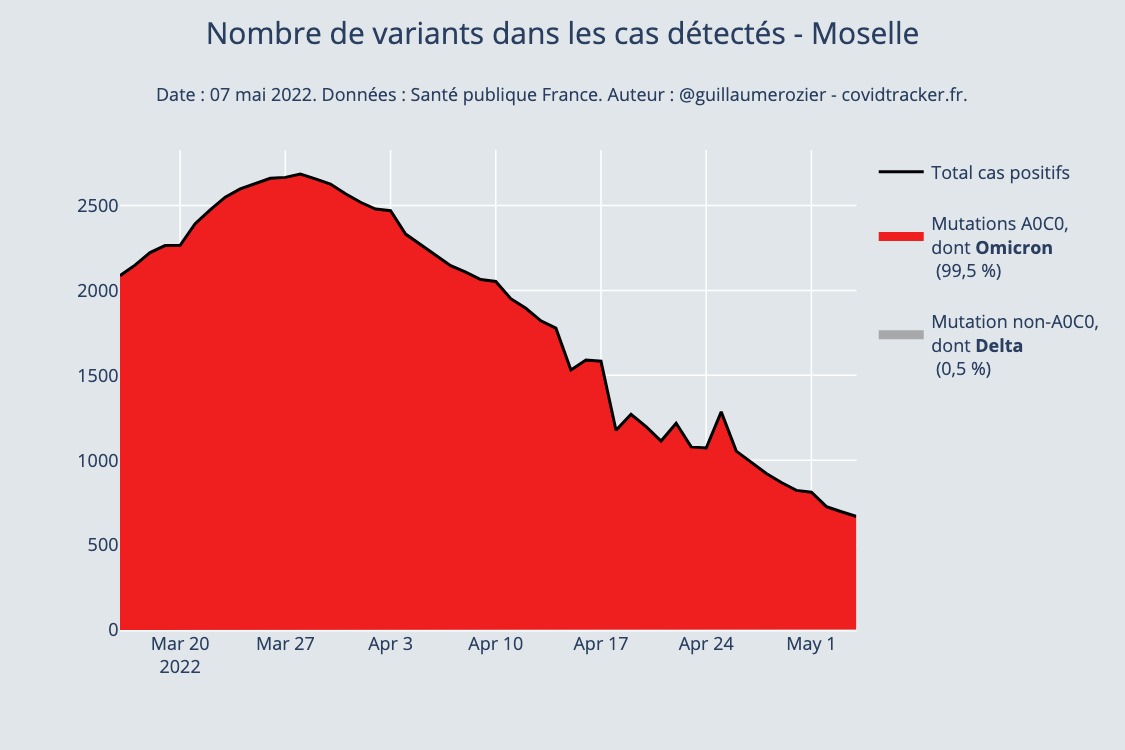 Nombre de variants dans les cas détectés - Moselle
Date : 07 mai 2022. Données : Santé publique France. Auteur : @guillaumerozier - covidtracker.fr.
Total cas positifs
Mutations A0C0,
dont Omicron
(99,5 %)
Mutation non-A0C0,
dont Delta
(0,5 %)
2500
2000
1500
1000
500
0
Mar 20 Mar 27 Apr 3 Apr 10 Apr 17 Apr 24 May 1
2022